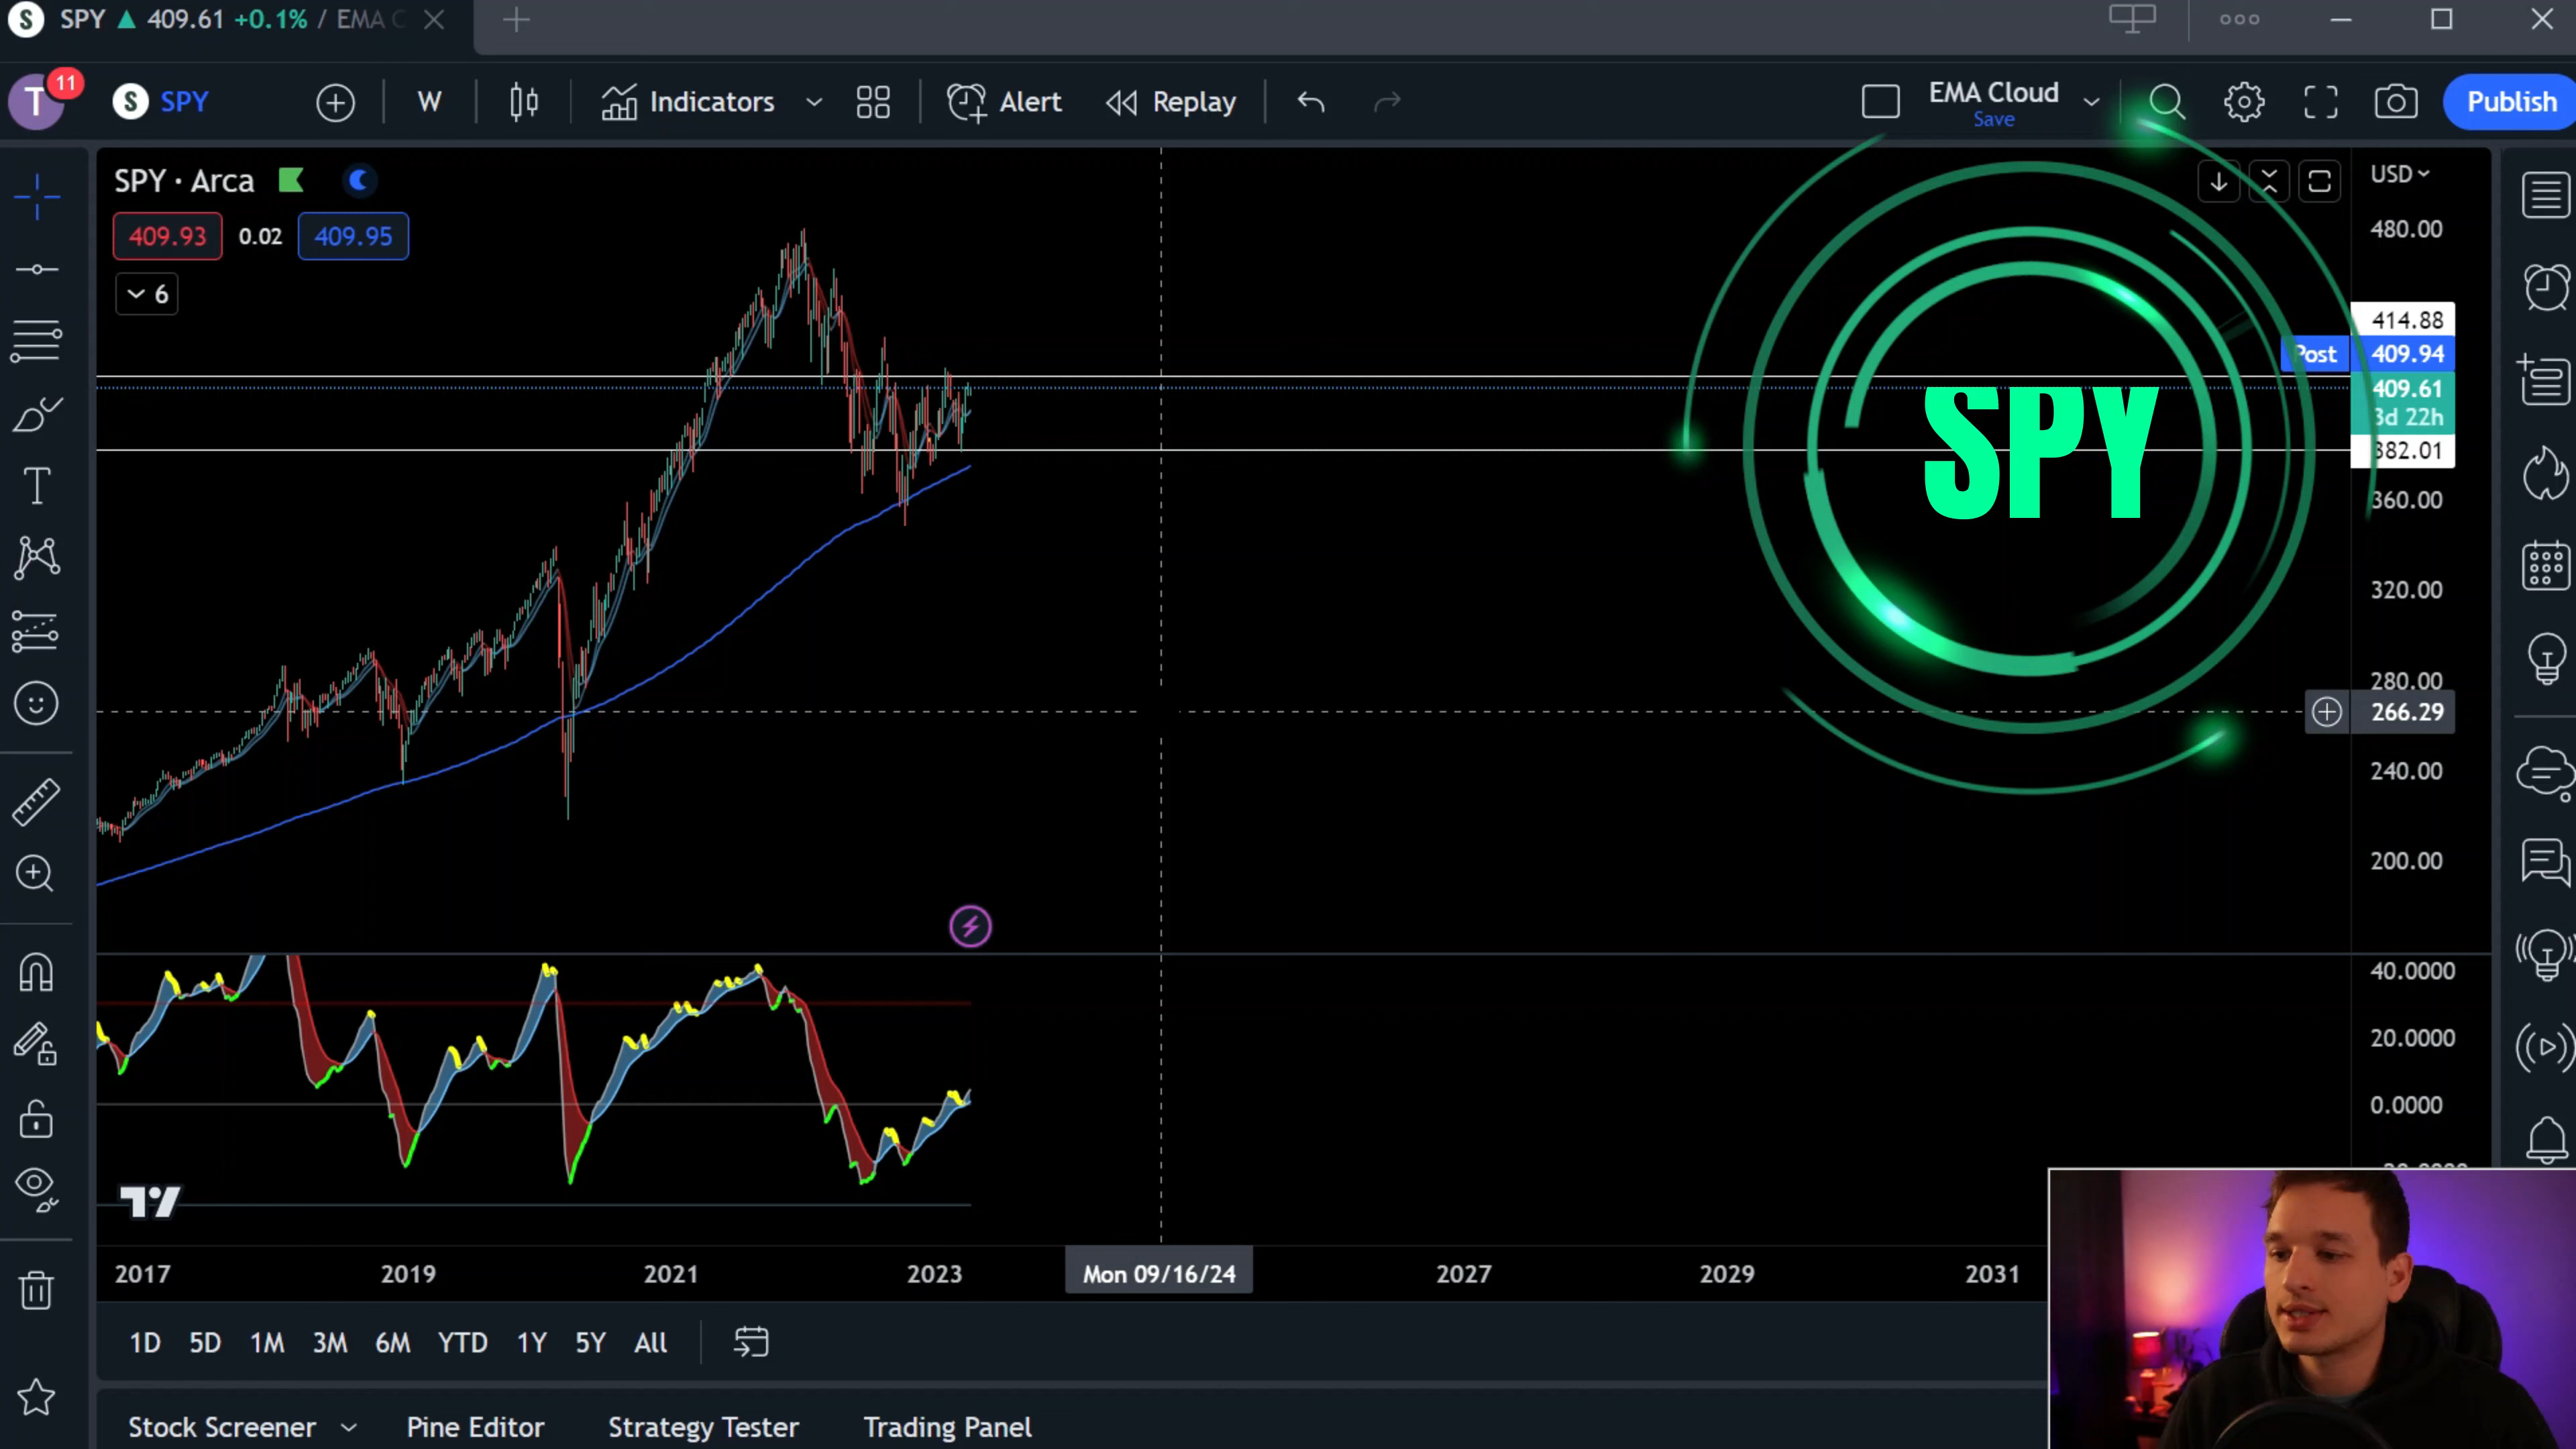 S SPY ▲ 409.61 +0.1% / EMA C
T 11 S SPY W Indicators Alert Replay EMA Cloud Publish
Save
SPY · Arca
409.93 0.02 409.95
6
USD
480.00
414.88
Post 409.94
409.61
3d 22h
382.01
360.00
320.00
280.00
266.29
240.00
200.00
SPY
40.0000
20.0000
0.0000
2017 2019 2021 2023 Mon 09/16/24 2027 2029 2031
1D 5D 1M 3M 6M YTD 1Y 5Y All
Stock Screener Pine Editor Strategy Tester Trading Panel